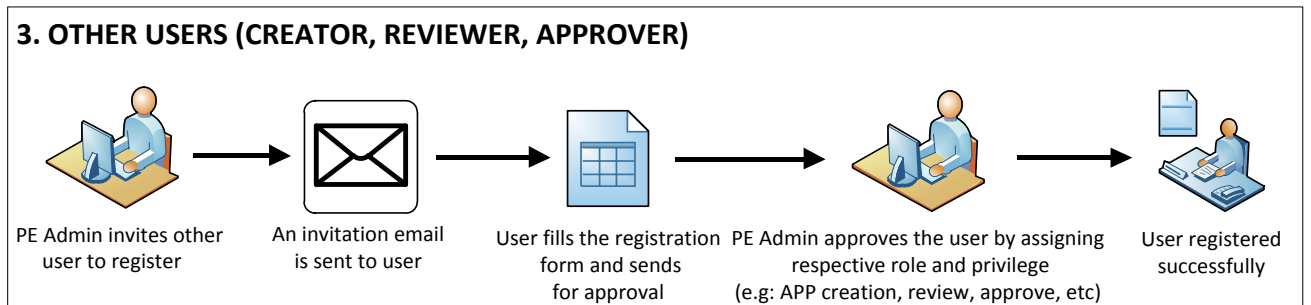 3. OTHER USERS (CREATOR, REVIEWER, APPROVER)
PE Admin invites other
user to register
An invitation email
is sent to user
User fills the registration
form and sends
for approval
PE Admin approves the user by assigning
respective role and privilege
(e.g: APP creation, review, approve, etc)
User registered
successfully